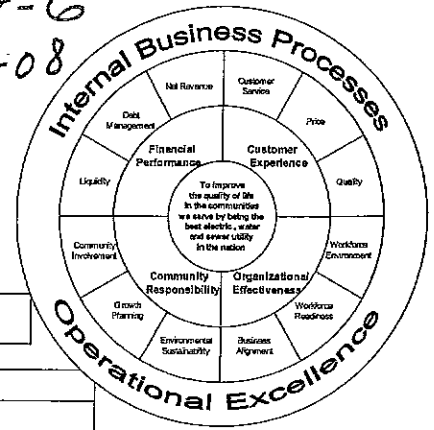 -6
-08
Internal Business Processes
Net Revenue
Customer
Service
Debt
Management
Price
Financial
Performance
Customer
Experience
Liquidity
Quality
To improve
the quality of life
in the communities
we serve by being the
best electric, water
and sewer utility
in the nation
Community
Involvement
Workforce
Environment
Community
Responsibility
Organizational
Effectiveness
Growth
Planning
Workforce
Readiness
Environmental
Sustainability
Business
Alignment
Operational Excellence